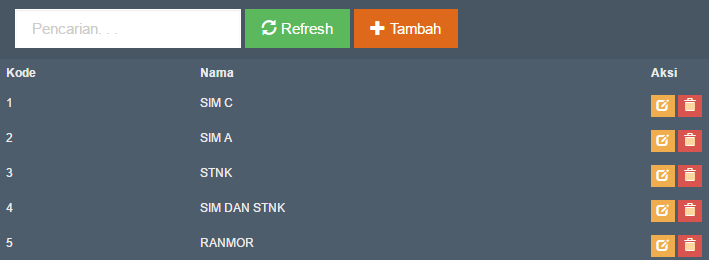 Pencarian. . . Refresh Tambah
Kode Nama Aksi
1 SIM C
2 SIM A
3 STNK
4 SIM DAN STNK
5 RANMOR